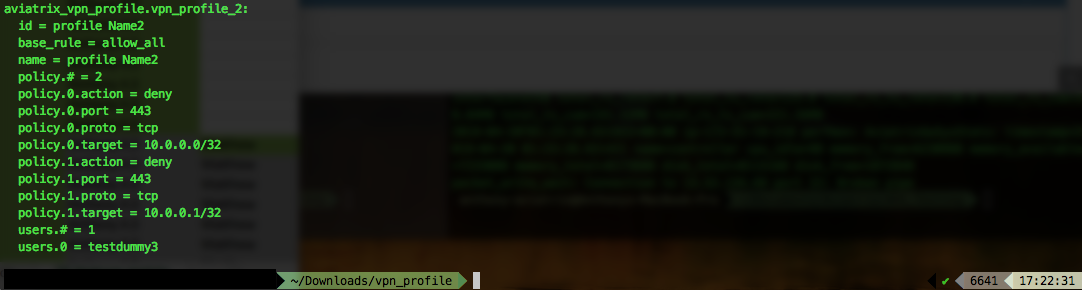 aviatrix_vpn_profile.vpn_profile_2:
id = profile Name2
base_rule = allow_all
name = profile Name2
policy.# = 2
policy.0.action = deny
policy.0.port = 443
policy.0.proto = tcp
policy.0.target = 10.0.0.0/32
policy.1.action = deny
policy.1.port = 443
policy.1.proto = tcp
policy.1.target = 10.0.0.1/32
users.# = 1
users.0 = testdummy3
~/Downloads/vpn_profile ✔ 6641 17:22:31